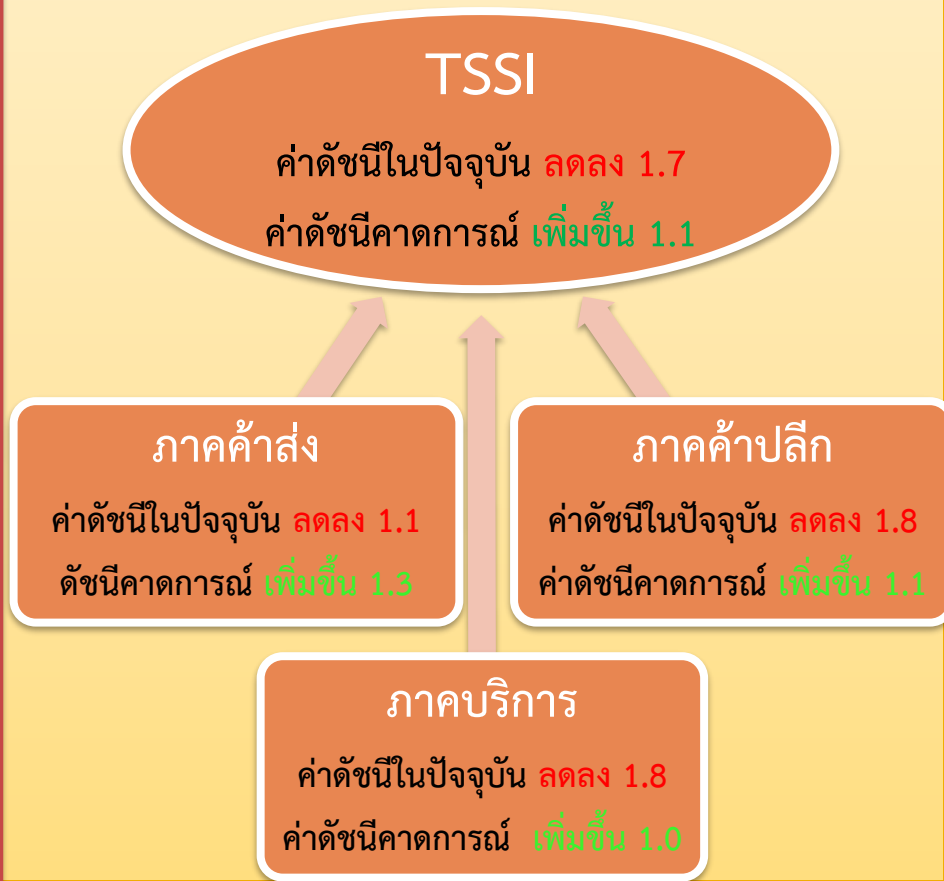 TSSI
ค่าดัชนีในปัจจุบัน ลดลง 1.7
ค่าดัชนีคาดการณ์ เพิ่มขึ้น 1.1
ภาคค้าส่ง
ค่าดัชนีในปัจจุบัน ลดลง 1.1
ดัชนีคาดการณ์ เพิ่มขึ้น 1.3
ภาคค้าปลีก
ค่าดัชนีในปัจจุบัน ลดลง 1.8
ค่าดัชนีคาดการณ์ เพิ่มขึ้น 1.1
ภาคบริการ
ค่าดัชนีในปัจจุบัน ลดลง 1.8
ค่าดัชนีคาดการณ์ เพิ่มขึ้น 1.0